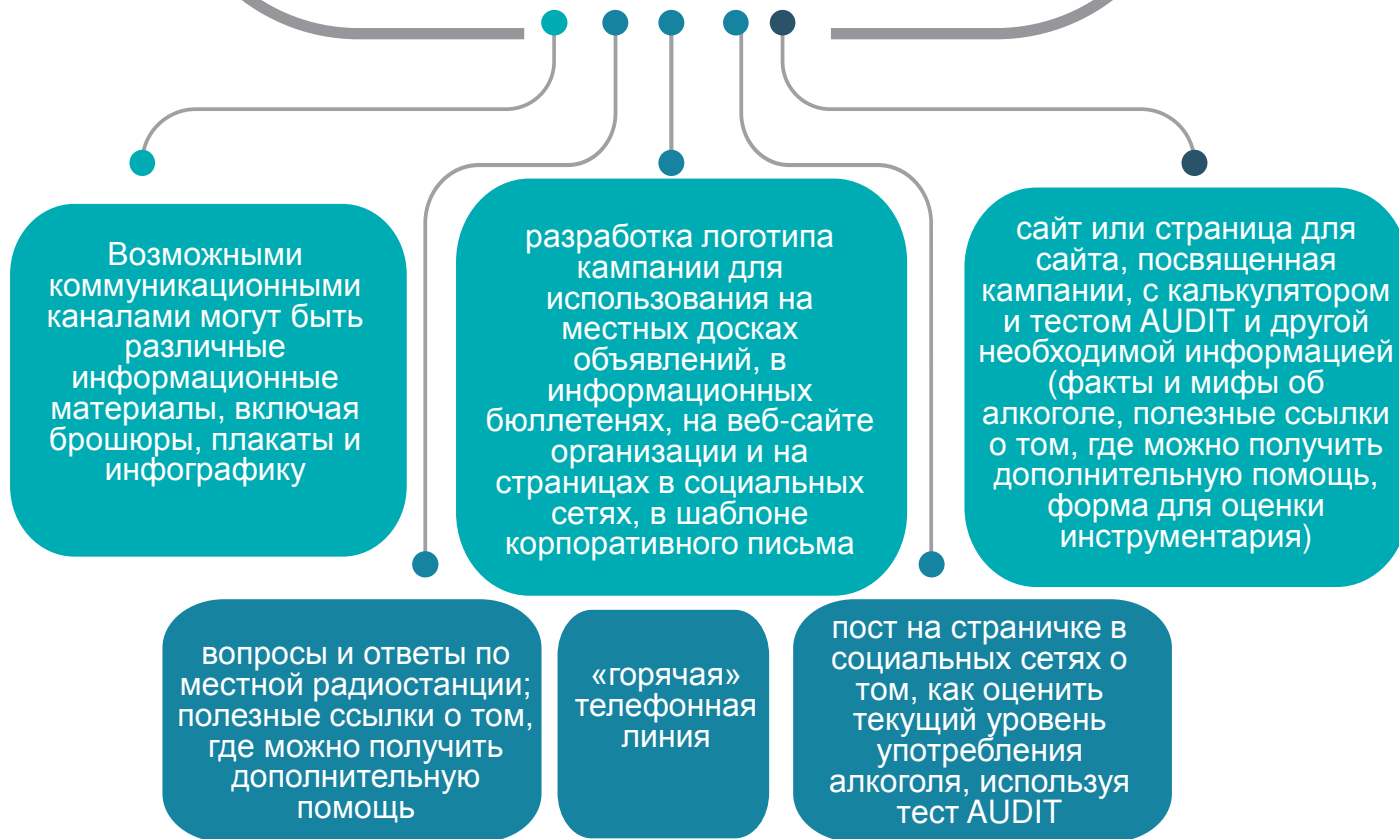 Возможными
коммуникационными
каналами могут быть
различные
информационные
материалы, включая
брошюры, плакаты и
инфографику
разработка логотипа
кампании для
использования на
местных досках
объявлений, в
информационных
бюллетенях, на веб-сайте
организации и на
страницах в социальных
сетях, в шаблоне
корпоративного письма
сайт или страница для
сайта, посвященная
кампании, с калькулятором
и тестом AUDIT и другой
необходимой информацией
(факты и мифы об
алкоголе, полезные ссылки
о том, где можно получить
дополнительную помощь,
форма для оценки
инструментария)
вопросы и ответы по
местной радиостанции;
полезные ссылки о том,
где можно получить
дополнительную
помощь
«горячая»
телефонная
линия
пост на страничке в
социальных сетях о
том, как оценить
текущий уровень
употребления
алкоголя, используя
тест AUDIT